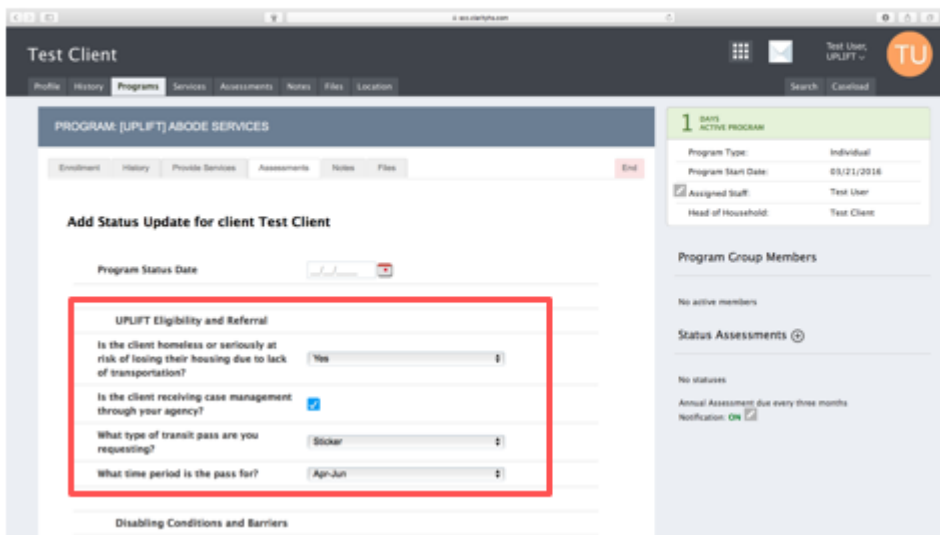 scc.clarityhs.com
Test Client
Test User,
UPLIFT
TU
Profile History Programs Services Assessments Notes Files Location
Search Caseload
PROGRAM: [UPLIFT] ABODE SERVICES
Enrollment History Provide Services Assessments Notes Files End
Add Status Update for client Test Client
Program Status Date
__/__/____
UPLIFT Eligibility and Referral
Is the client homeless or seriously at
risk of losing their housing due to lack
of transportation?
Yes
Is the client receiving case management
through your agency?
What type of transit pass are you
requesting?
Sticker
What time period is the pass for?
Apr-Jun
Disabling Conditions and Barriers
1 DAYS
ACTIVE PROGRAM
Program Type: Individual
Program Start Date: 03/21/2016
Assigned Staff: Test User
Head of Household: Test Client
Program Group Members
No active members
Status Assessments
No statuses
Annual Assessment due every three months
Notification: ON